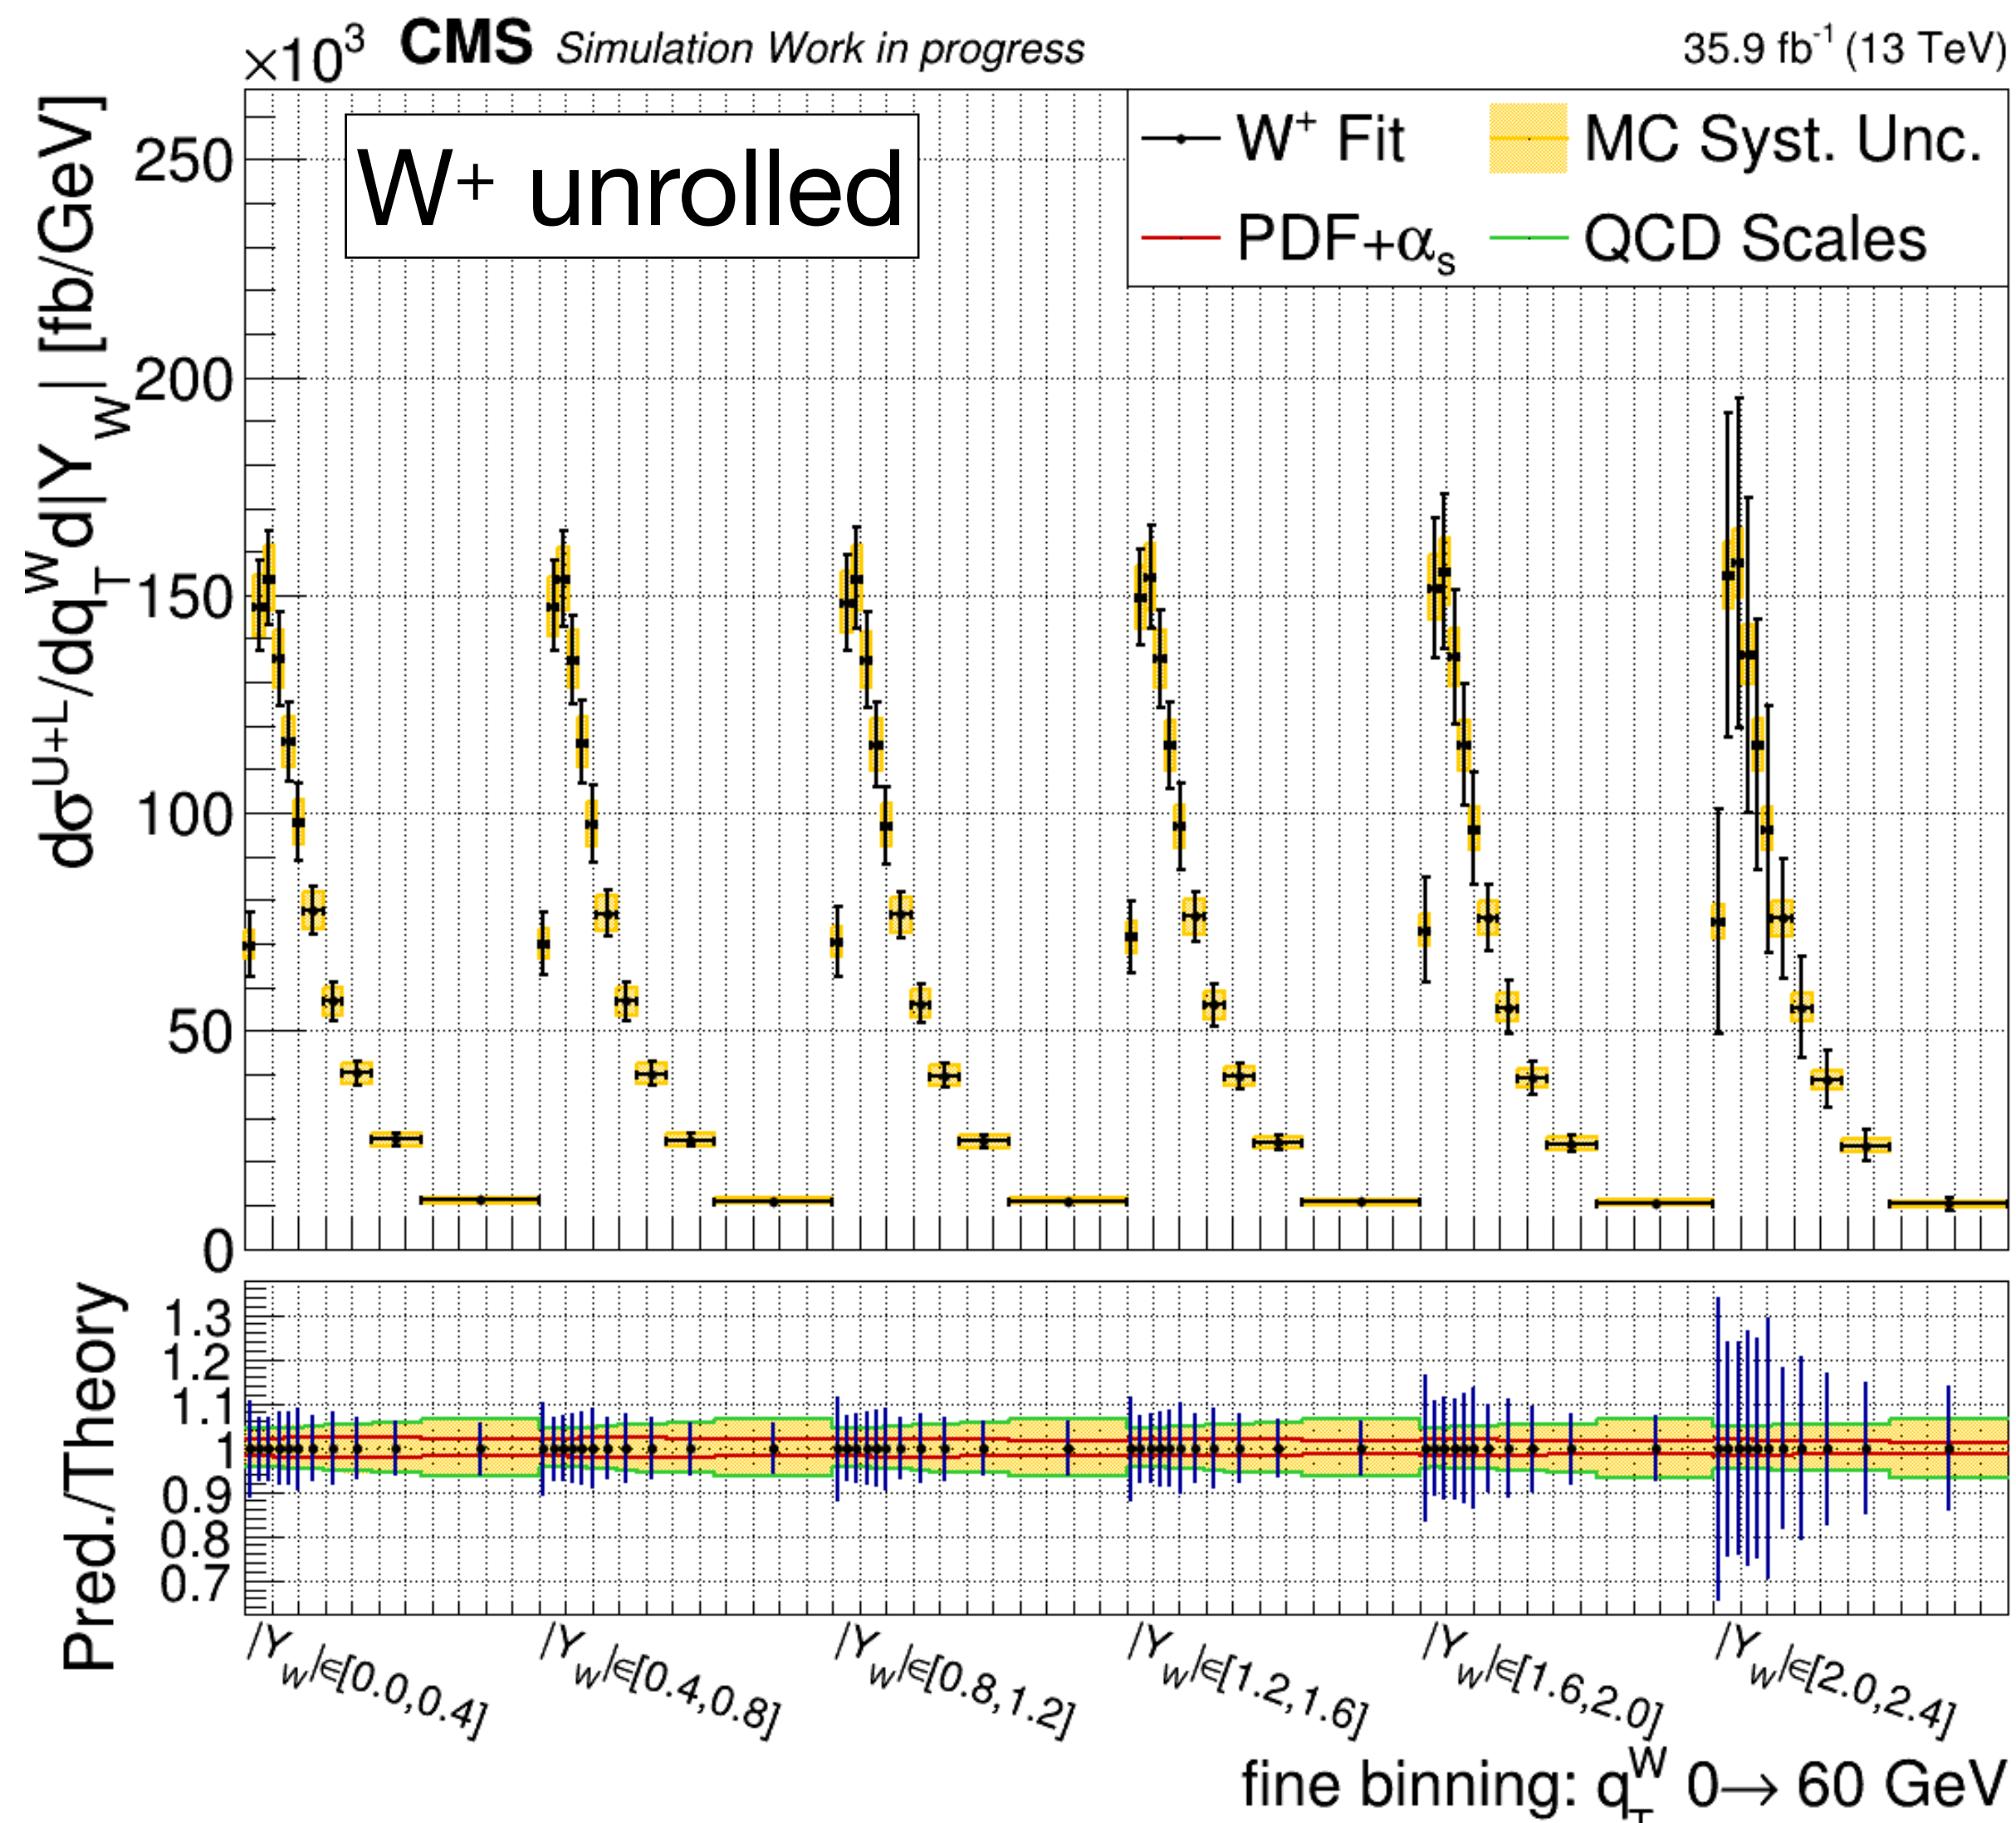 ×10³ CMS Simulation Work in progress 35.9 fb⁻¹ (13 TeV)
dσ^{U+L}/dq_T^W d|Y_W| [fb/GeV]
W⁺ unrolled
W⁺ Fit
MC Syst. Unc.
PDF+α_s
QCD Scales
250
200
150
100
50
0
Pred./Theory
1.3
1.2
1.1
1
0.9
0.8
0.7
|Y_W|∈[0.0,0.4]
|Y_W|∈[0.4,0.8]
|Y_W|∈[0.8,1.2]
|Y_W|∈[1.2,1.6]
|Y_W|∈[1.6,2.0]
|Y_W|∈[2.0,2.4]
fine binning: q_T^W 0→ 60 GeV